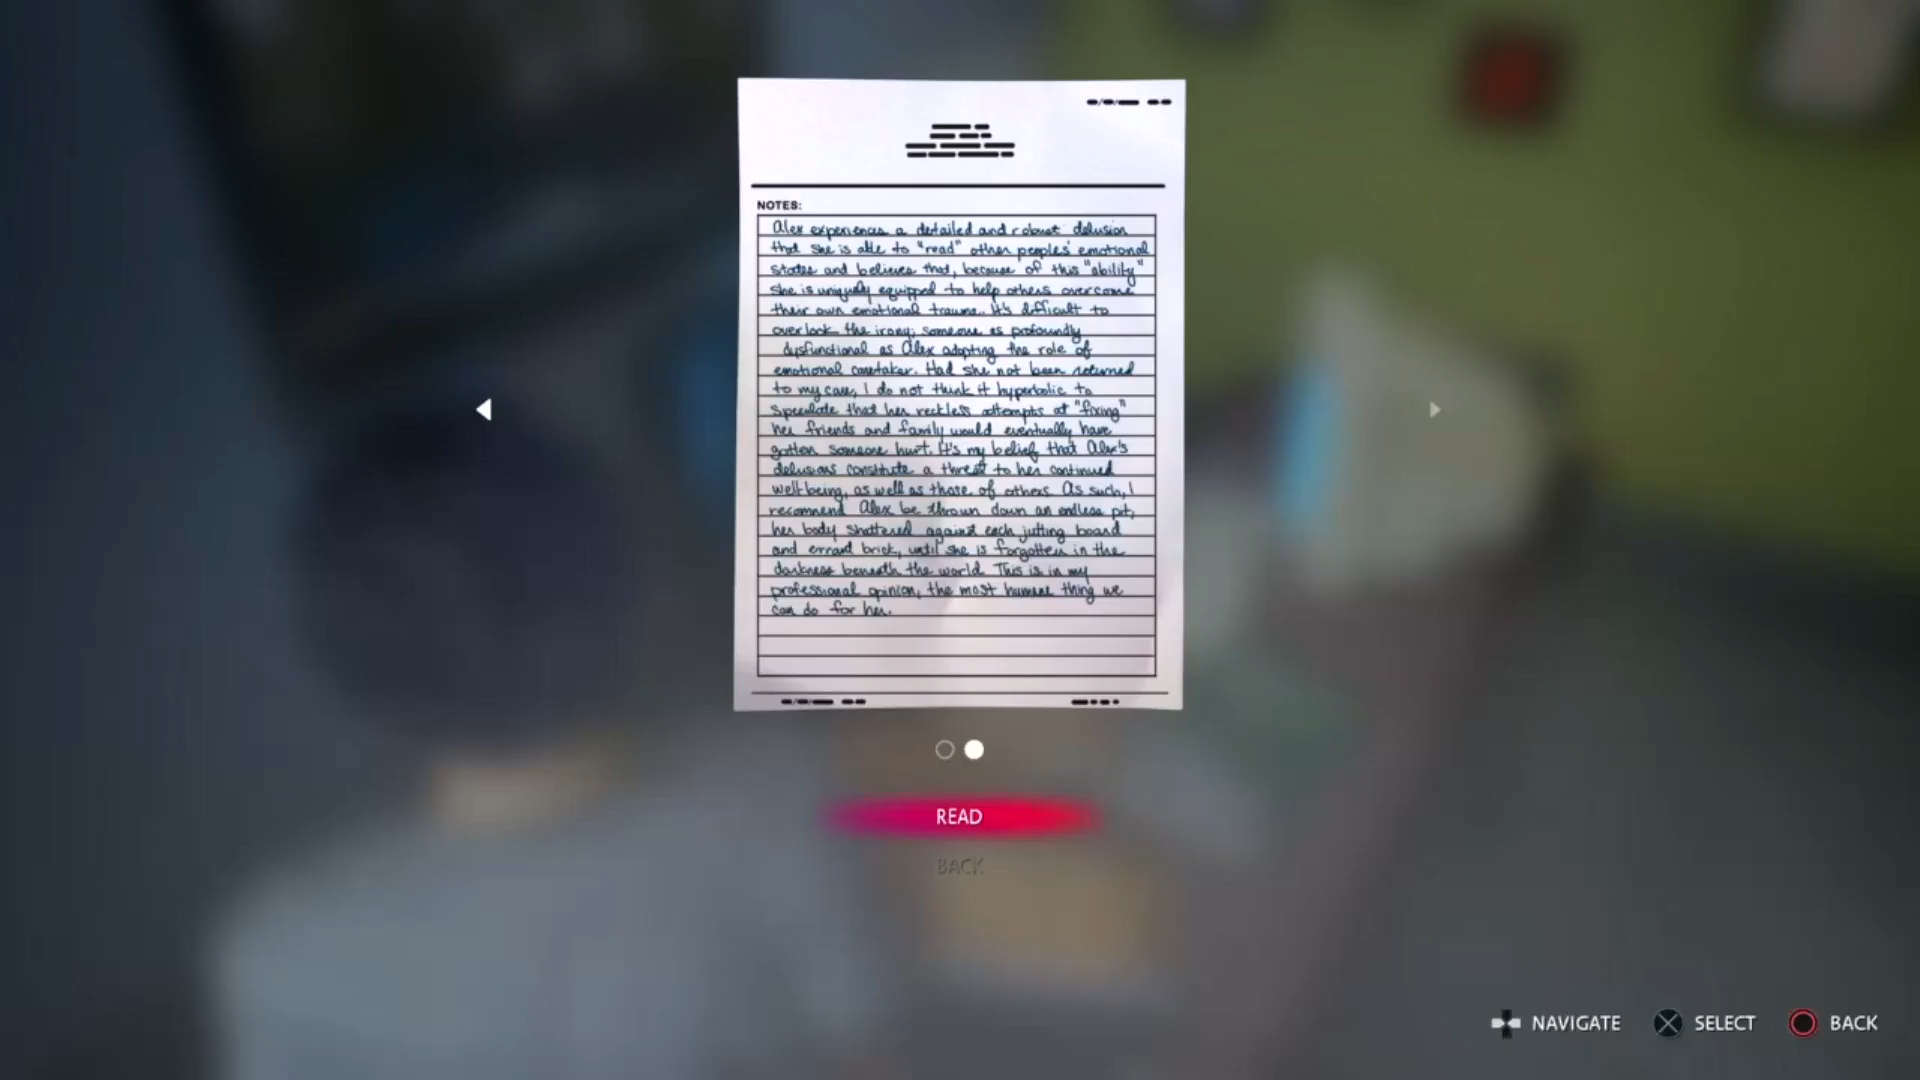 NOTES:
Alex experiences a detailed and robust delusion
that she is able to "read" other peoples' emotional
states and believes that, because of this "ability"
she is uniquely equipped to help others overcome
their own emotional trauma. It's difficult to
overlook the irony; someone as profoundly
dysfunctional as Alex adopting the role of
emotional caretaker. Had she not been returned
to my care, I do not think it hyperbolic to
speculate that her reckless attempts at "fixing"
her friends and family would eventually have
gotten someone hurt. It's my belief that Alex's
delusions constitute a threat to her continued
well being, as well as those of others. As such, I
recommend Alex be thrown down an endless pit,
her body shattered against each jutting board
and errant brick, until she is forgotten in the
darkness beneath the world. This is in my
professional opinion, the most humane thing we
can do for her.
READ
BACK
NAVIGATE SELECT BACK